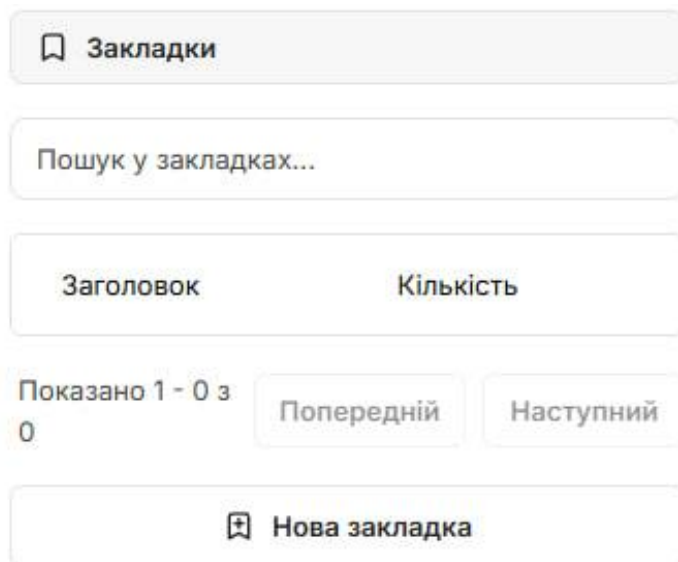 Закладки
Пошук у закладках...
Заголовок Кількість
Показано 1 - 0 з
0
Попередній Наступний
Нова закладка